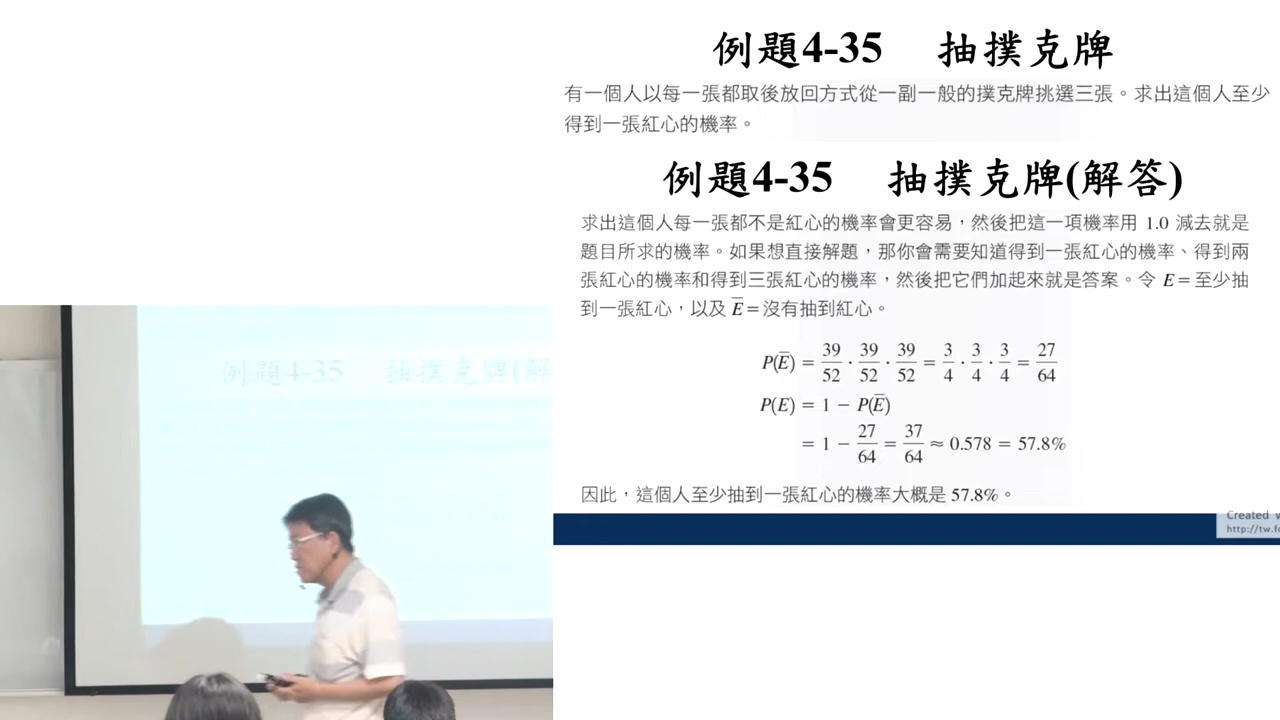 例題4-35 抽撲克牌
有一個人以每一張都取後放回方式從一副一般的撲克牌挑選三張。求出這個人至少
得到一張紅心的機率。
例題4-35 抽撲克牌(解答)
求出這個人每一張都不是紅心的機率會更容易，然後把這一項機率用 1.0 減去就是
題目所求的機率。如果想直接解題，那你會需要知道得到一張紅心的機率、得到兩
張紅心的機率和得到三張紅心的機率，然後把它們加起來就是答案。令 E＝至少抽
到一張紅心，以及 E̅＝沒有抽到紅心。
P(E̅) = 39/52 · 39/52 · 39/52 = 3/4 · 3/4 · 3/4 = 27/64
P(E) = 1 − P(E̅)
= 1 − 27/64 = 37/64 ≈ 0.578 = 57.8%
因此，這個人至少抽到一張紅心的機率大概是 57.8%。
Created
http://tw.fo
例題4-35 抽撲克牌(解